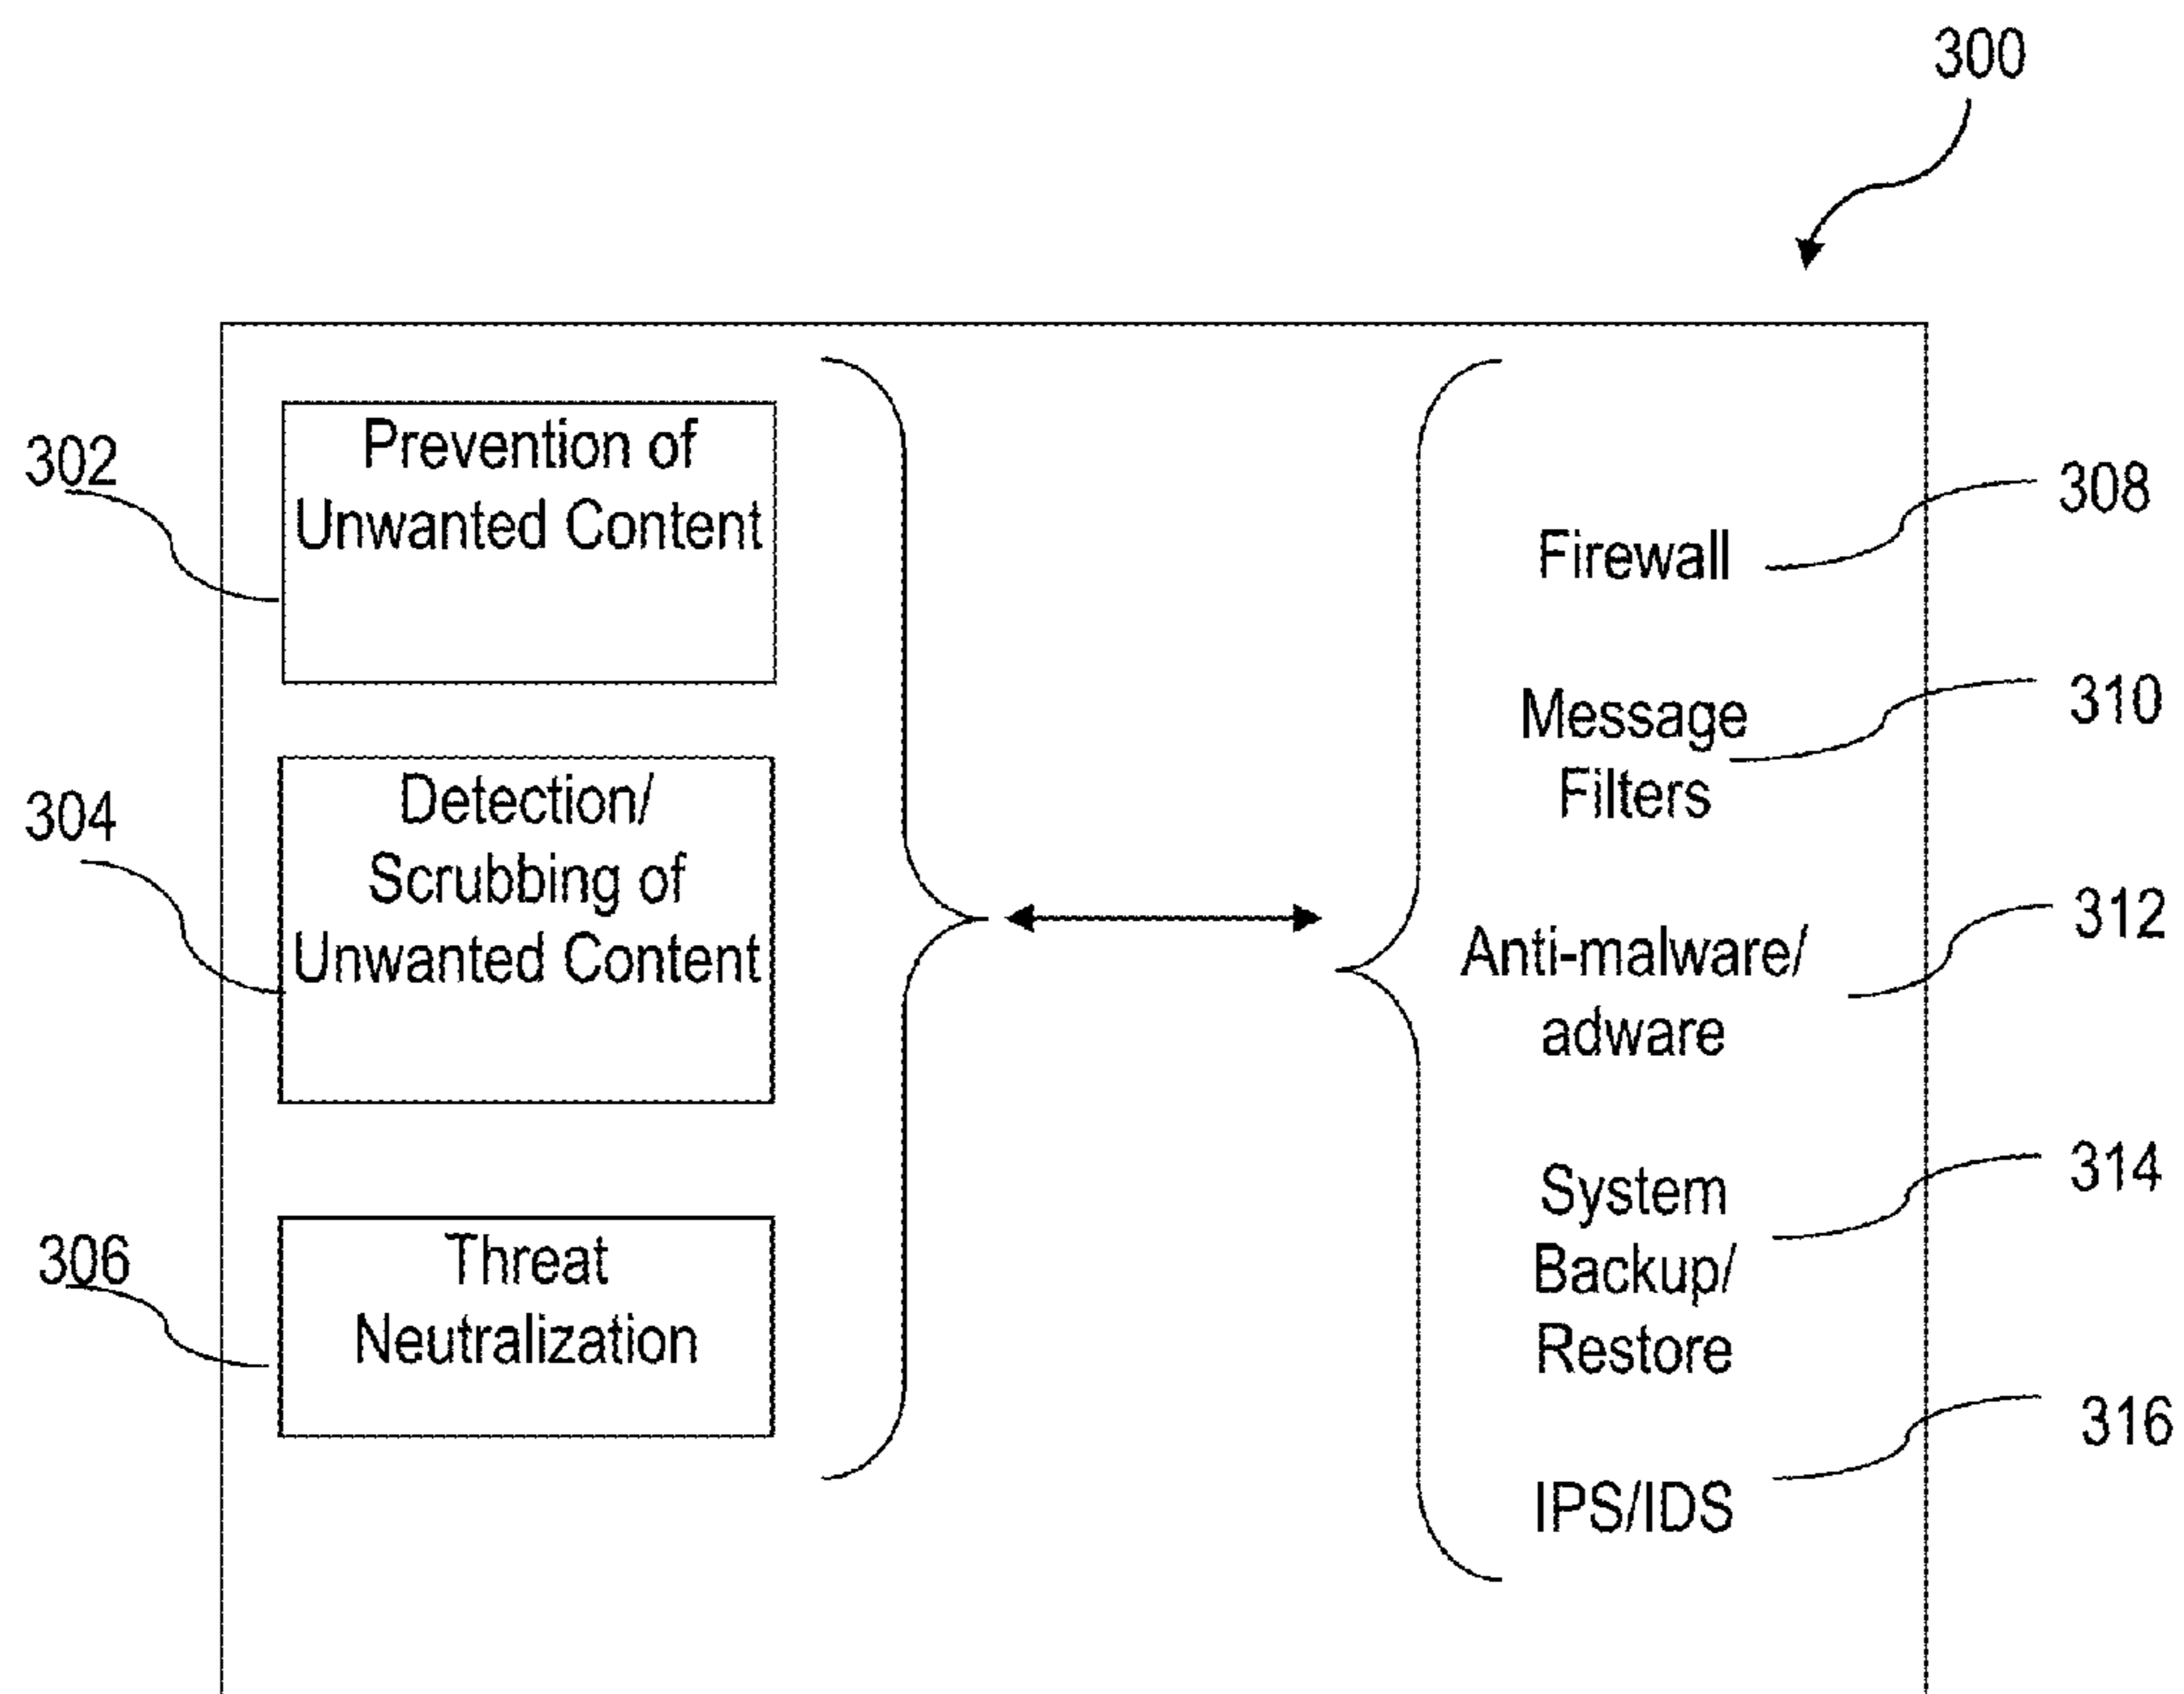 300
302
Prevention of
Unwanted Content
304
Detection/
Scrubbing of
Unwanted Content
306
Threat
Neutralization
Firewall
308
Message
Filters
310
Anti-malware/
adware
312
System
Backup/
Restore
314
IPS/IDS
316